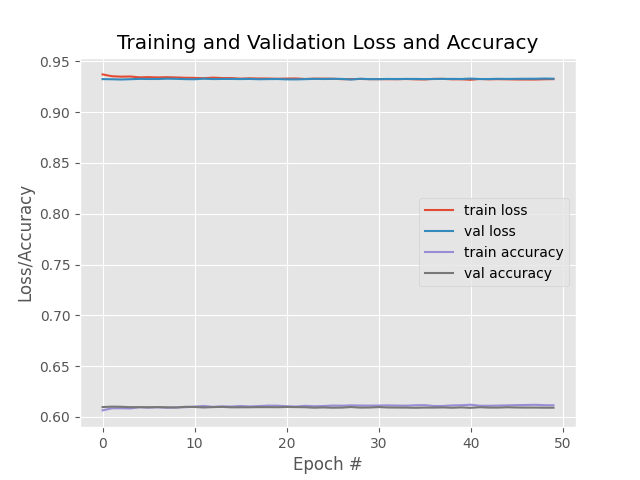 Training and Validation Loss and Accuracy
Loss/Accuracy
0.95
0.90
0.85
0.80
0.75
0.70
0.65
0.60
train loss
val loss
train accuracy
val accuracy
0 10 20 30 40 50
Epoch #